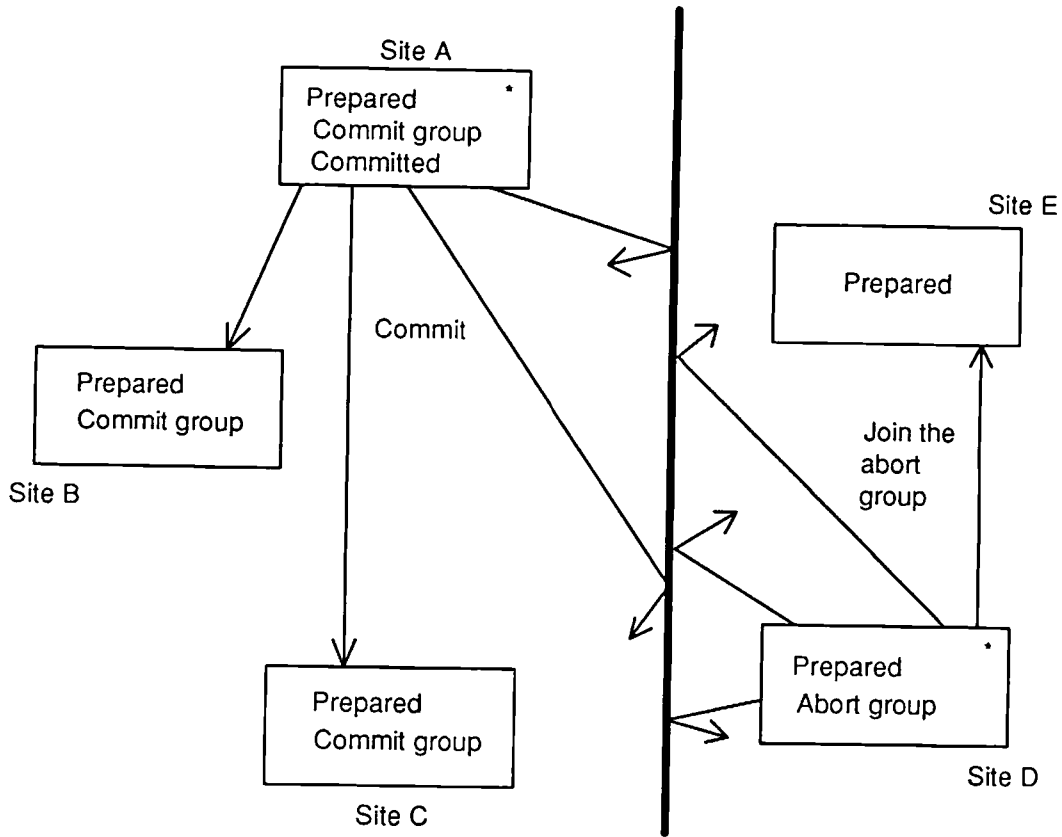 Site A
Prepared *
Commit group
Committed
Site E
Prepared
Commit
Prepared
Commit group
Site B
Join the
abort
group
Prepared *
Abort group
Site D
Prepared
Commit group
Site C